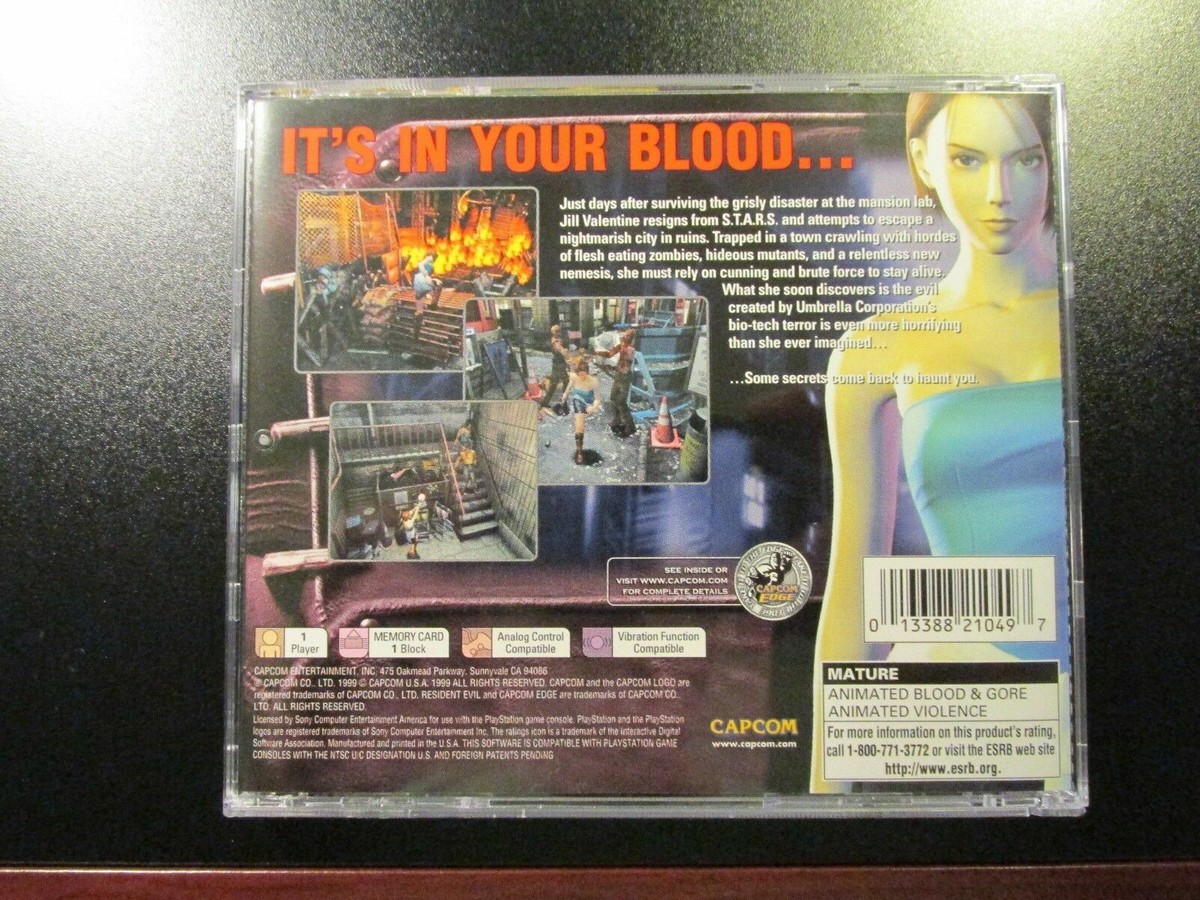 IT'S IN YOUR BLOOD...
Just days after surviving the grisly disaster at the mansion lab,
Jill Valentine resigns from S.T.A.R.S. and attempts to escape a
nightmarish city in ruins. Trapped in a town crawling with hordes
of flesh eating zombies, hideous mutants, and a relentless new
nemesis, she must rely on cunning and brute force to stay alive.
What she soon discovers is the evil
created by Umbrella Corporation's
bio-tech terror is even more horrifying
than she ever imagined...
...Some secrets come back to haunt you.
SEE INSIDE OR
VISIT WWW.CAPCOM.COM
FOR COMPLETE DETAILS
CAPCOM
EDGE
0 13388 21049 7
1
Player
MEMORY CARD
1 Block
Analog Control
Compatible
Vibration Function
Compatible
CAPCOM ENTERTAINMENT, INC. 475 Oakmead Parkway, Sunnyvale CA 94086
© CAPCOM CO., LTD. 1999 © CAPCOM U.S.A. 1999 ALL RIGHTS RESERVED. CAPCOM and the CAPCOM LOGO are
registered trademarks of CAPCOM CO., LTD. RESIDENT EVIL and CAPCOM EDGE are trademarks of CAPCOM CO.,
LTD. ALL RIGHTS RESERVED.
Licensed by Sony Computer Entertainment America for use with the PlayStation game console. PlayStation and the PlayStation
logos are registered trademarks of Sony Computer Entertainment Inc. The ratings icon is a trademark of the Interactive Digital
Software Association. Manufactured and printed in the U.S.A. THIS SOFTWARE IS COMPATIBLE WITH PLAYSTATION GAME
CONSOLES WITH THE NTSC U/C DESIGNATION U.S. AND FOREIGN PATENTS PENDING
CAPCOM
www.capcom.com
MATURE
ANIMATED BLOOD & GORE
ANIMATED VIOLENCE
For more information on this product's rating,
call 1-800-771-3772 or visit the ESRB web site
http://www.esrb.org.